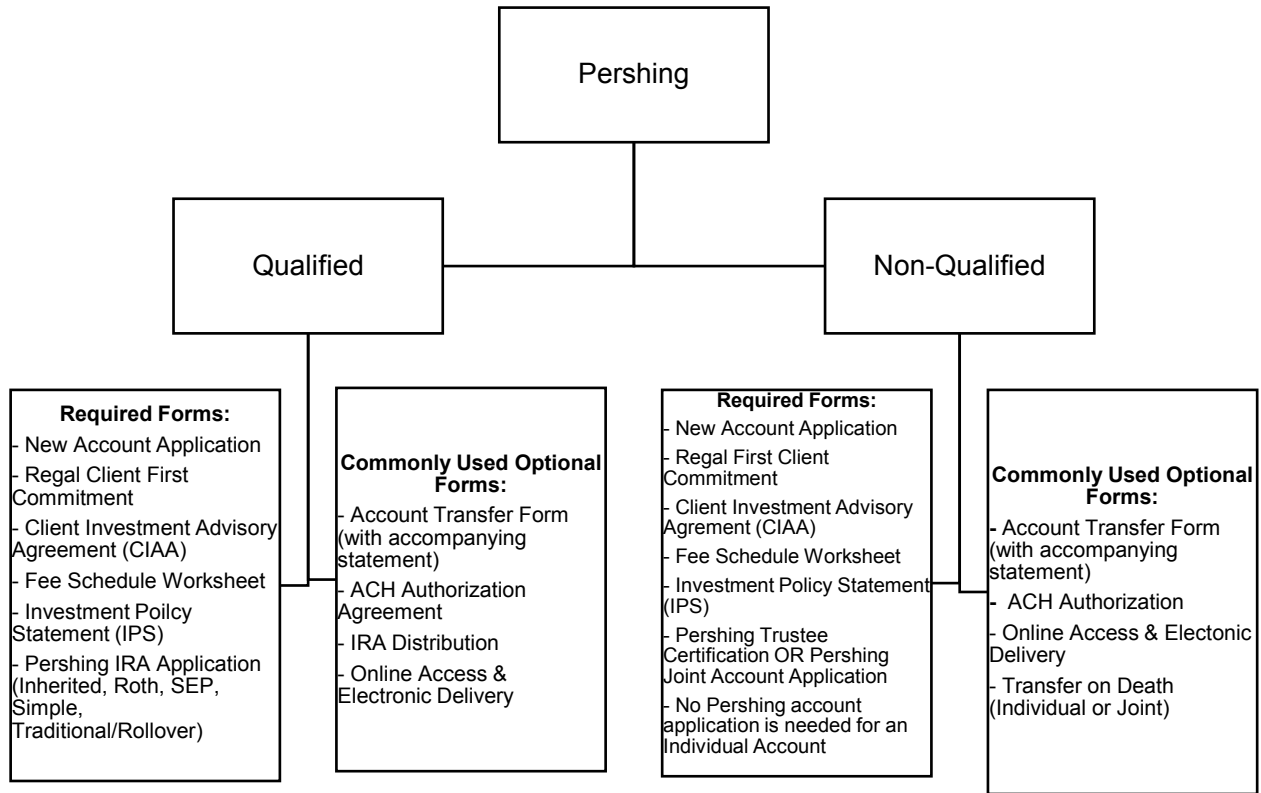 Pershing
Qualified
Non-Qualified
Required Forms:
- New Account Application
- Regal Client First
Commitment
- Client Investment Advisory
Agreement (CIAA)
- Fee Schedule Worksheet
- Investment Poilcy
Statement (IPS)
- Pershing IRA Application
(Inherited, Roth, SEP,
Simple,
Traditional/Rollover)
Commonly Used Optional
Forms:
- Account Transfer Form
(with accompanying
statement)
- ACH Authorization
Agreement
- IRA Distribution
- Online Access &
Electronic Delivery
Required Forms:
- New Account Application
- Regal First Client
Commitment
- Client Investment Advisory
Agreement (CIAA)
- Fee Schedule Worksheet
- Investment Policy Statement
(IPS)
- Pershing Trustee
Certification OR Pershing
Joint Account Application
- No Pershing account
application is needed for an
Individual Account
Commonly Used Optional
Forms:
- Account Transfer Form
(with accompanying
statement)
- ACH Authorization
- Online Access & Electonic
Delivery
- Transfer on Death
(Individual or Joint)